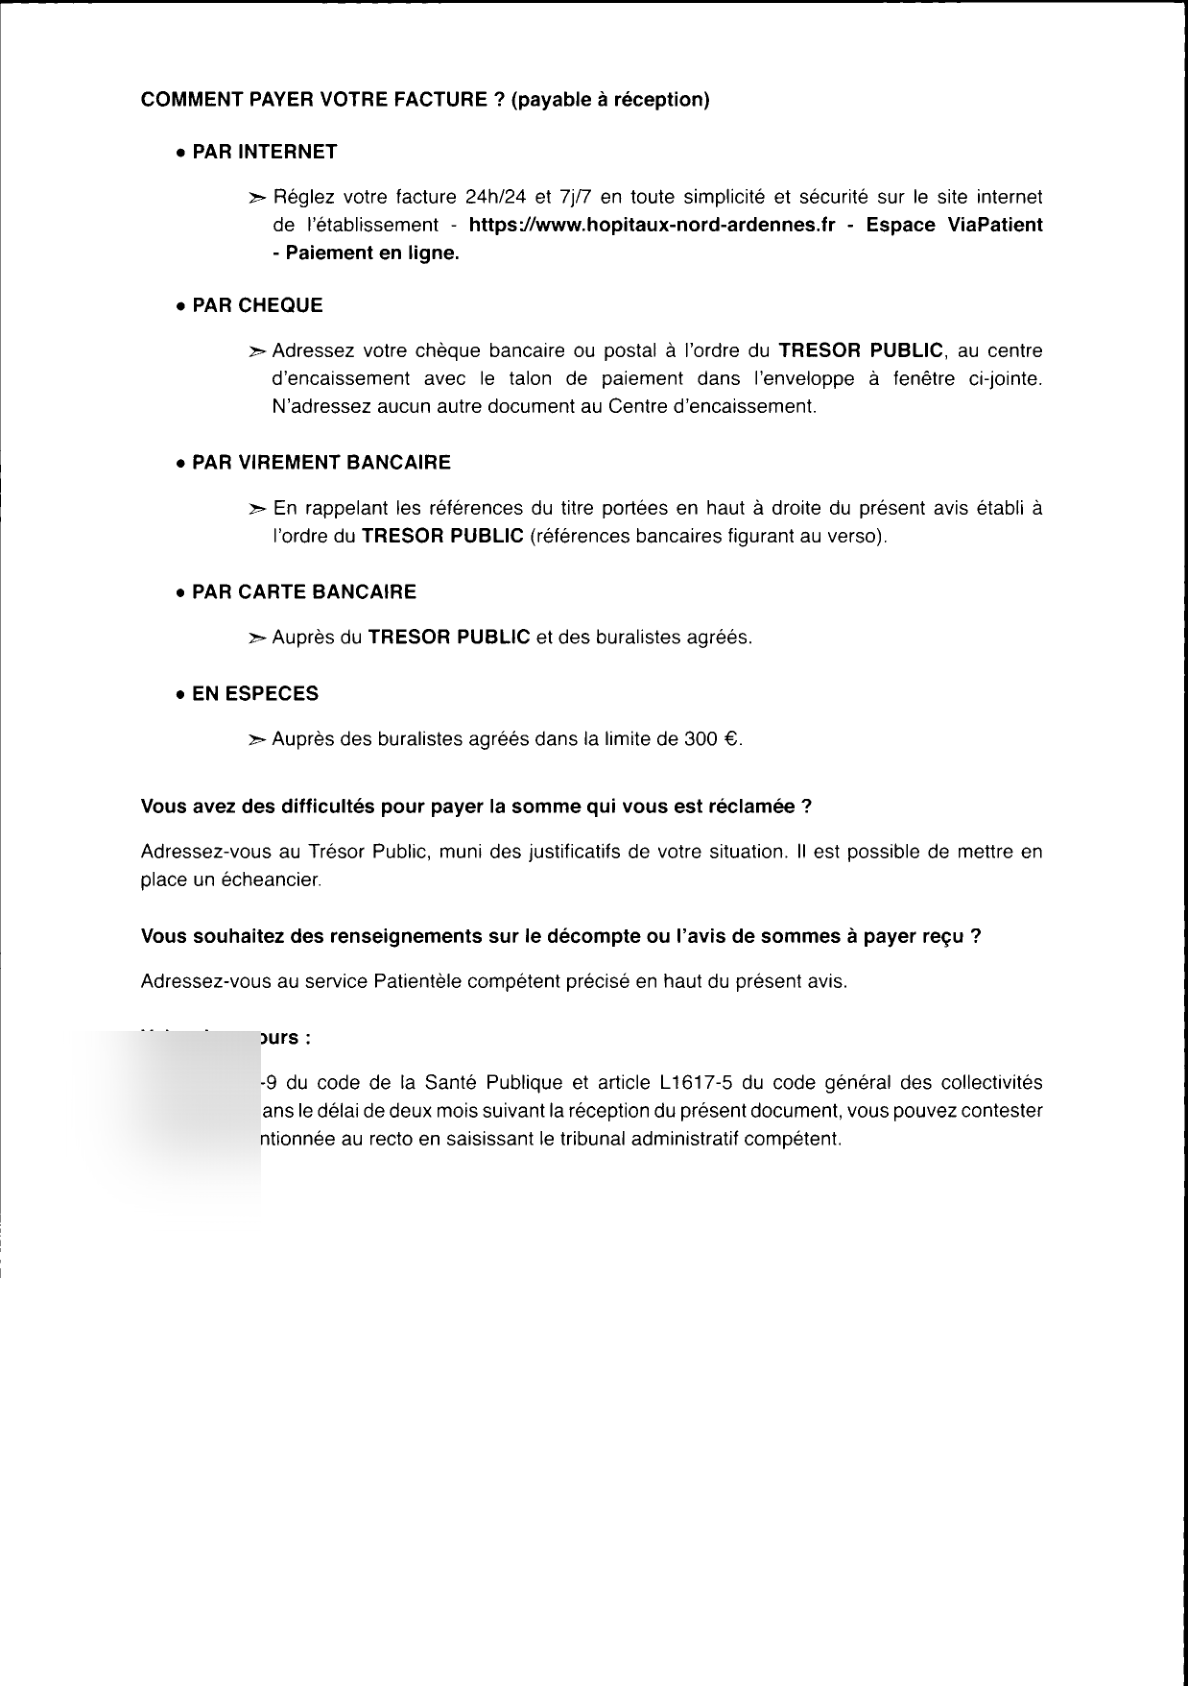 COMMENT PAYER VOTRE FACTURE ? (payable à réception)
• PAR INTERNET
➣ Réglez votre facture 24h/24 et 7j/7 en toute simplicité et sécurité sur le site internet
de l'établissement - https://www.hopitaux-nord-ardennes.fr - Espace ViaPatient
- Paiement en ligne.
• PAR CHEQUE
➣ Adressez votre chèque bancaire ou postal à l'ordre du TRESOR PUBLIC, au centre
d'encaissement avec le talon de paiement dans l'enveloppe à fenêtre ci-jointe.
N'adressez aucun autre document au Centre d'encaissement.
• PAR VIREMENT BANCAIRE
➣ En rappelant les références du titre portées en haut à droite du présent avis établi à
l'ordre du TRESOR PUBLIC (références bancaires figurant au verso).
• PAR CARTE BANCAIRE
➣ Auprès du TRESOR PUBLIC et des buralistes agréés.
• EN ESPECES
➣ Auprès des buralistes agréés dans la limite de 300 €.
Vous avez des difficultés pour payer la somme qui vous est réclamée ?
Adressez-vous au Trésor Public, muni des justificatifs de votre situation. Il est possible de mettre en
place un écheancier.
Vous souhaitez des renseignements sur le décompte ou l'avis de sommes à payer reçu ?
Adressez-vous au service Patientèle compétent précisé en haut du présent avis.
ours :
-9 du code de la Santé Publique et article L1617-5 du code général des collectivités
ans le délai de deux mois suivant la réception du présent document, vous pouvez contester
ntionnée au recto en saisissant le tribunal administratif compétent.